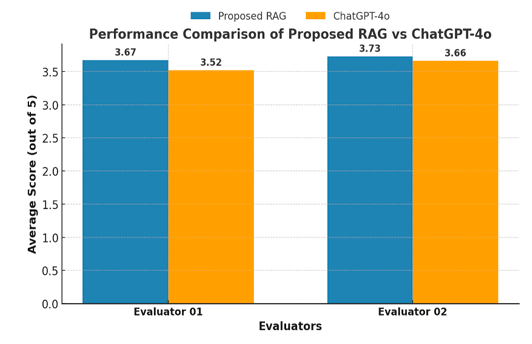 Proposed RAG ChatGPT-4o
Performance Comparison of Proposed RAG vs ChatGPT-4o
3.67 3.52 3.73 3.66
Average Score (out of 5)
3.5
3.0
2.5
2.0
1.5
1.0
0.5
0.0
Evaluator 01 Evaluator 02
Evaluators